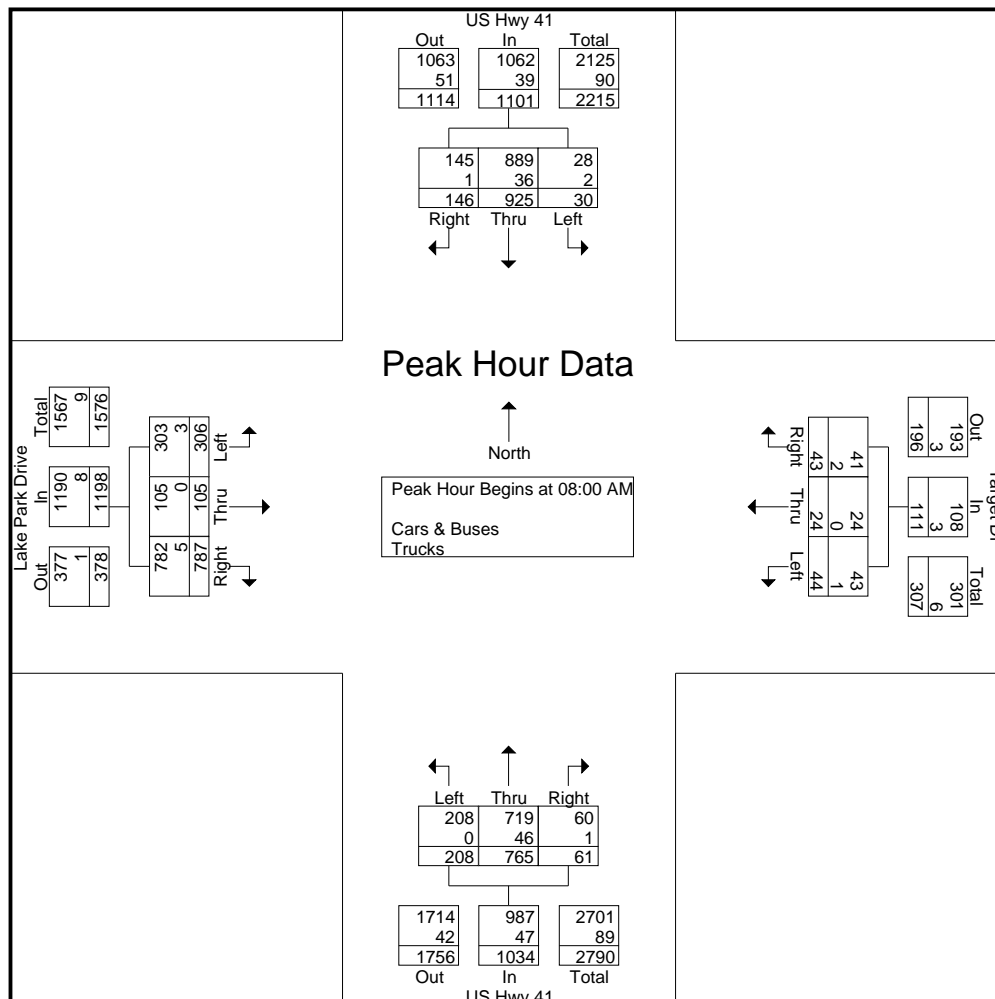 US Hwy 41
Out In Total
1063 1062 2125
51 39 90
1114 1101 2215
145 889 28
1 36 2
146 925 30
Right Thru Left
Peak Hour Data
North
Peak Hour Begins at 08:00 AM
Cars & Buses
Trucks
Lake Park Drive
Out In Total
377 1190 1567
1 8 9
378 1198 1576
782 105 303
5 0 3
787 105 306
Right Thru Left
Out In Total
193 108 301
3 3 6
196 111 307
41 24 43
2 0 1
43 24 44
Right Thru Left
Left Thru Right
208 719 60
0 46 1
208 765 61
1714 987 2701
42 47 89
1756 1034 2790
Out In Total
US Hwy 41